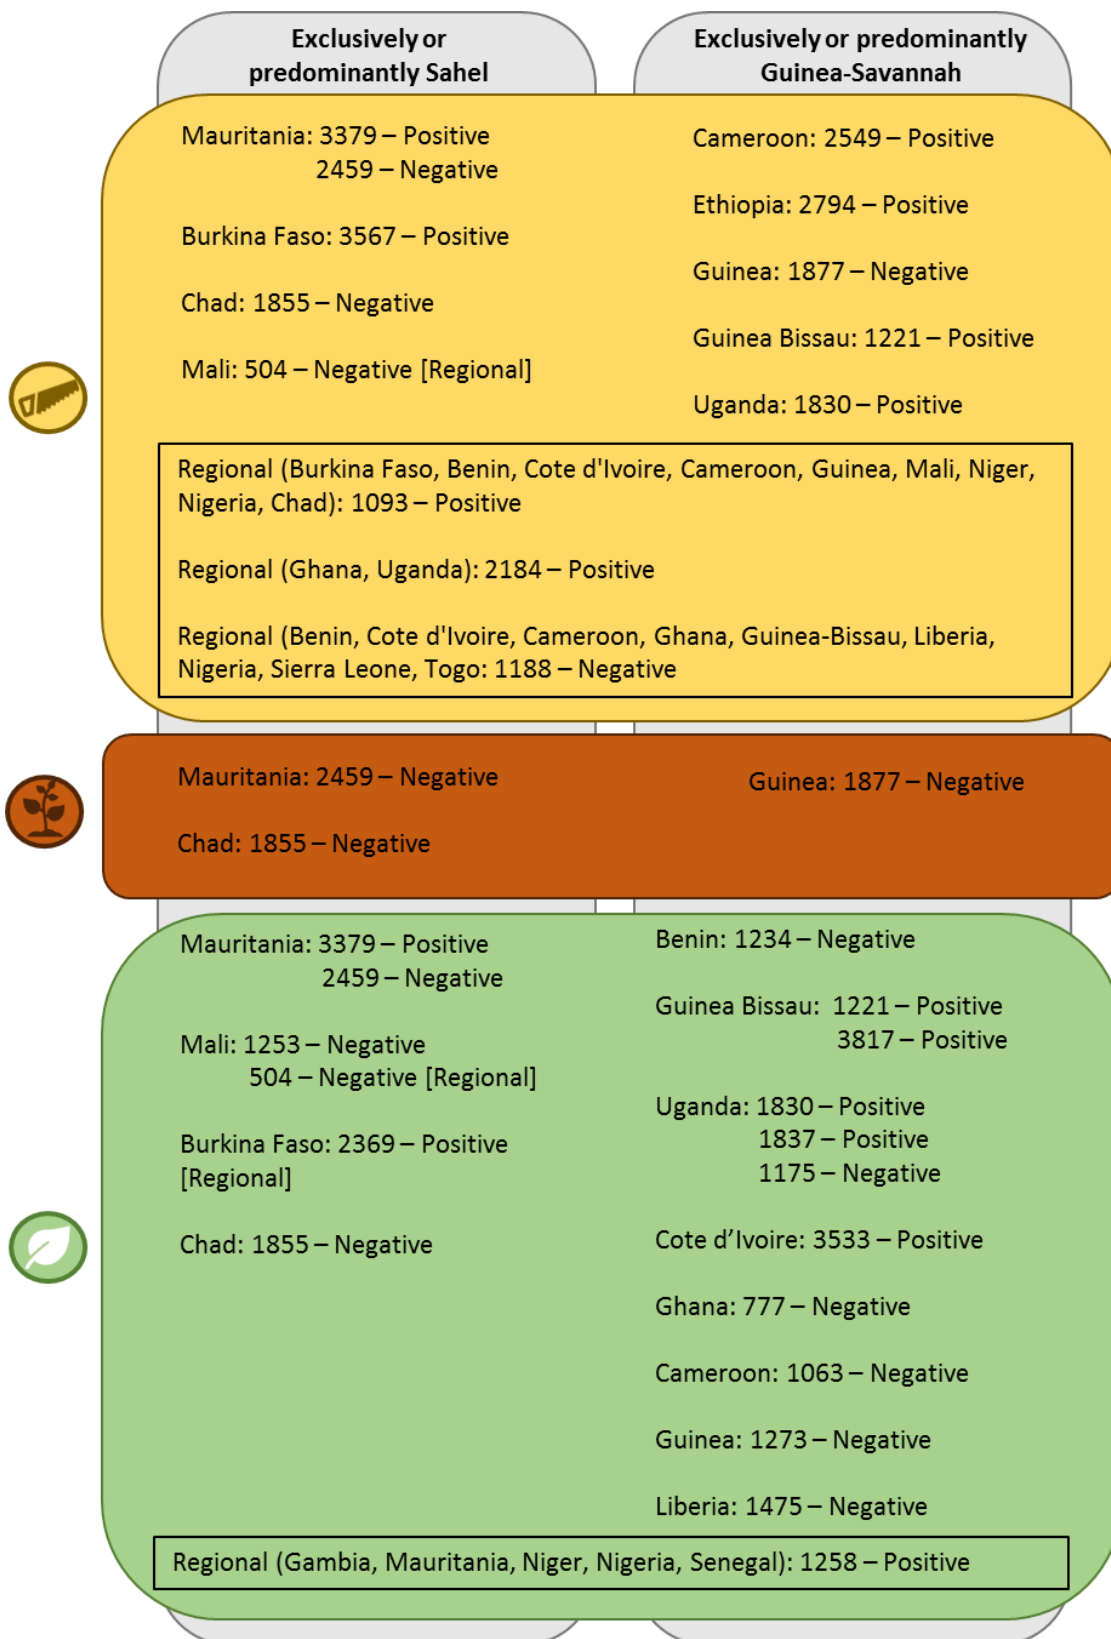 Exclusively or
predominantly Sahel
Exclusively or predominantly
Guinea-Savannah
Mauritania: 3379 – Positive
2459 – Negative
Burkina Faso: 3567 – Positive
Chad: 1855 – Negative
Mali: 504 – Negative [Regional]
Cameroon: 2549 – Positive
Ethiopia: 2794 – Positive
Guinea: 1877 – Negative
Guinea Bissau: 1221 – Positive
Uganda: 1830 – Positive
Regional (Burkina Faso, Benin, Cote d'Ivoire, Cameroon, Guinea, Mali, Niger,
Nigeria, Chad): 1093 – Positive
Regional (Ghana, Uganda): 2184 – Positive
Regional (Benin, Cote d'Ivoire, Cameroon, Ghana, Guinea-Bissau, Liberia,
Nigeria, Sierra Leone, Togo: 1188 – Negative
Mauritania: 2459 – Negative
Chad: 1855 – Negative
Guinea: 1877 – Negative
Mauritania: 3379 – Positive
2459 – Negative
Mali: 1253 – Negative
504 – Negative [Regional]
Burkina Faso: 2369 – Positive
[Regional]
Chad: 1855 – Negative
Benin: 1234 – Negative
Guinea Bissau: 1221 – Positive
3817 – Positive
Uganda: 1830 – Positive
1837 – Positive
1175 – Negative
Cote d’Ivoire: 3533 – Positive
Ghana: 777 – Negative
Cameroon: 1063 – Negative
Guinea: 1273 – Negative
Liberia: 1475 – Negative
Regional (Gambia, Mauritania, Niger, Nigeria, Senegal): 1258 – Positive